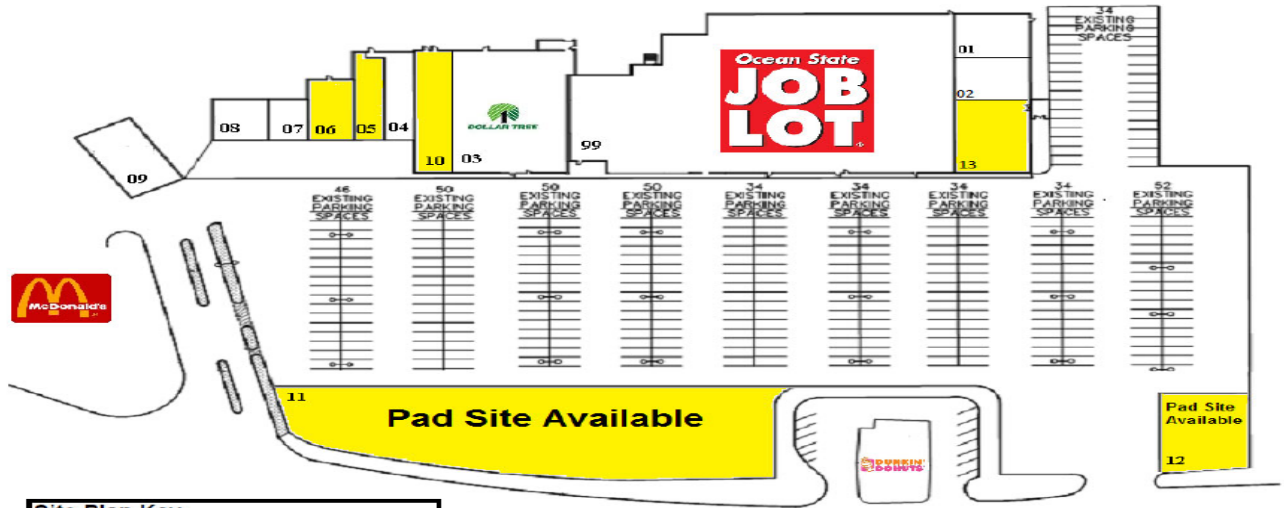 34
EXISTING
PARKING
SPACES
Ocean State
JOB
LOT
01
02
13
DOLLAR TREE
99
03
10
04
05
06
07
08
09
46
EXISTING
PARKING
SPACES
50
EXISTING
PARKING
SPACES
50
EXISTING
PARKING
SPACES
50
EXISTING
PARKING
SPACES
34
EXISTING
PARKING
SPACES
34
EXISTING
PARKING
SPACES
34
EXISTING
PARKING
SPACES
34
EXISTING
PARKING
SPACES
52
EXISTING
PARKING
SPACES
McDonald's
11
Pad Site Available
Pad Site
Available
12
DUNKIN'
DONUTS
Site Plan Key